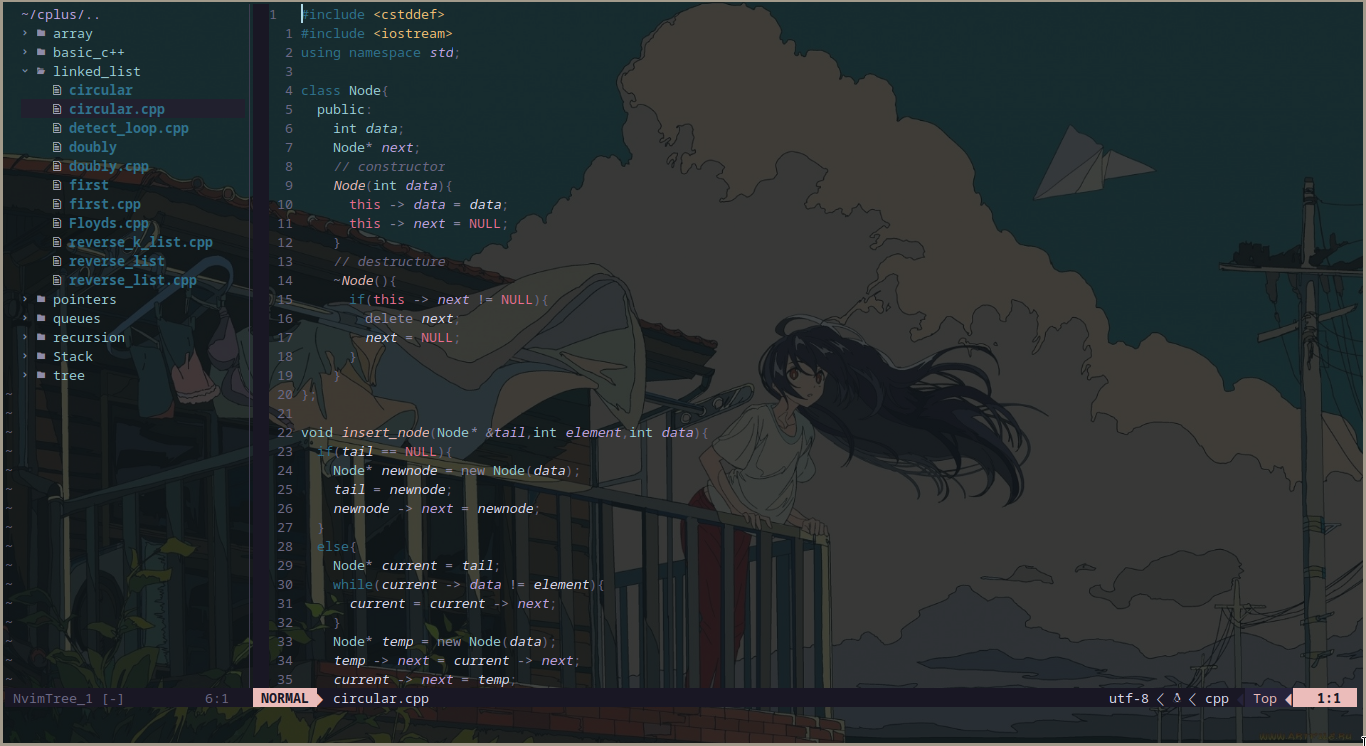 ~/cplus/..
array
basic_c++
linked_list
circular
circular.cpp
detect_loop.cpp
doubly
doubly.cpp
first
first.cpp
Floyds.cpp
reverse_k_list.cpp
reverse_list
reverse_list.cpp
pointers
queues
recursion
Stack
tree
1 #include <cstddef>
1 #include <iostream>
2 using namespace std;
3
4 class Node{
5 public:
6 int data;
7 Node* next;
8 // constructor
9 Node(int data){
10 this -> data = data;
11 this -> next = NULL;
12 }
13 // destructure
14 ~Node(){
15 if(this -> next != NULL){
16 delete next;
17 next = NULL;
18 }
19 }
20 };
21
22 void insert_node(Node* &tail,int element,int data){
23 if(tail == NULL){
24 Node* newnode = new Node(data);
25 tail = newnode;
26 newnode -> next = newnode;
27 }
28 else{
29 Node* current = tail;
30 while(current -> data != element){
31 current = current -> next;
32 }
33 Node* temp = new Node(data);
34 temp -> next = current -> next;
35 current -> next = temp;
NvimTree_1 [-] 6:1 NORMAL circular.cpp utf-8 < < cpp Top 1:1